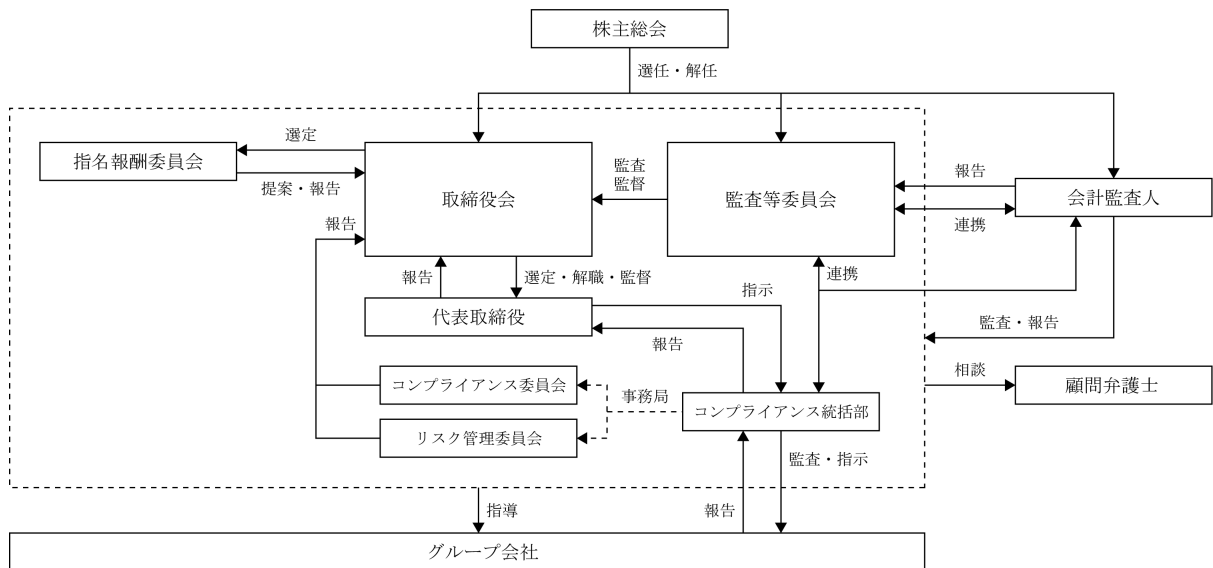 株主総会
選任・解任
選定
指名報酬委員会
提案・報告
取締役会
監査
監督
監査等委員会
報告
会計監査人
連携
報告
報告
選定・解職・監督
連携
指示
代表取締役
報告
監査・報告
相談
顧問弁護士
コンプライアンス委員会
事務局
コンプライアンス統括部
リスク管理委員会
監査・指示
指導
報告
グループ会社